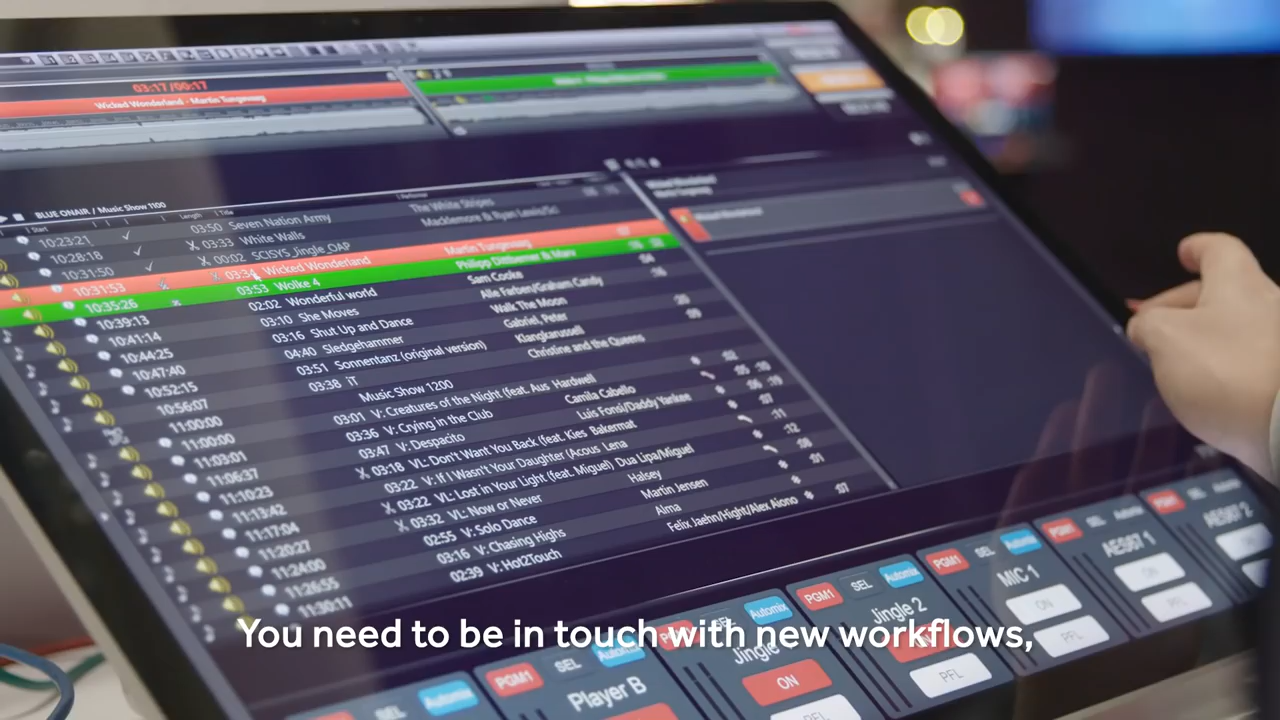 03:17/00:17
Wicked Wonderland - Martin Tungevaag
BLUE ONAIR / Music Show 1100
Start Length Title
10:23:21 03:50 Seven Nation Army The White Stripes
10:28:18 03:33 White Walls Macklemore & Ryan Lewis/Sc
10:31:50 00:02 SCISYS_Jingle_OAP
10:31:53 03:34 Wicked Wonderland Martin Tungevaag
10:35:26 03:53 Wolke 4 Philipp Dittberner & Marv
10:39:13 02:02 Wonderful world Sam Cooke
10:41:14 03:10 She Moves Alle Farben/Graham Candy
10:44:25 03:16 Shut Up and Dance Walk The Moon
10:47:40 04:40 Sledgehammer Gabriel, Peter
10:52:15 03:51 Sonnentanz (original version) Klangkarussell
10:56:07 03:38 iT Christine and the Queens
11:00:00 Music Show 1200
11:00:00 03:01 V: Creatures of the Night (feat. Aus Hardwell
11:03:01 03:36 V: Crying in the Club Camila Cabello
11:06:37 03:47 V: Despacito Luis Fonsi/Daddy Yankee
11:10:23 03:18 VL: Don't Want You Back (feat. Kies Bakermat
11:13:42 03:22 V: If I Wasn't Your Daughter (Acous Lena
11:17:04 03:22 VL: Lost in Your Light (feat. Miguel) Dua Lipa/Miguel
11:20:27 03:32 VL: Now or Never Halsey
11:24:00 02:55 V: Solo Dance Martin Jensen
11:26:55 03:16 V: Chasing Highs Alma
11:30:11 02:39 V: Hot2Touch Felix Jaehn/Hight/Alex Aiono
SEL Automix
PGM1 SEL Automix
Player B
PGM1 SEL Automix
Jingle
ON
PFL
PGM1 SEL Automix
Jingle 2
PFL
PGM1 SEL Automix
MIC 1
ON
PFL
PGM1 SEL Automix
AES67 1
ON
PFL
PGM1 SEL Automix
AES67 2
You need to be in touch with new workflows,